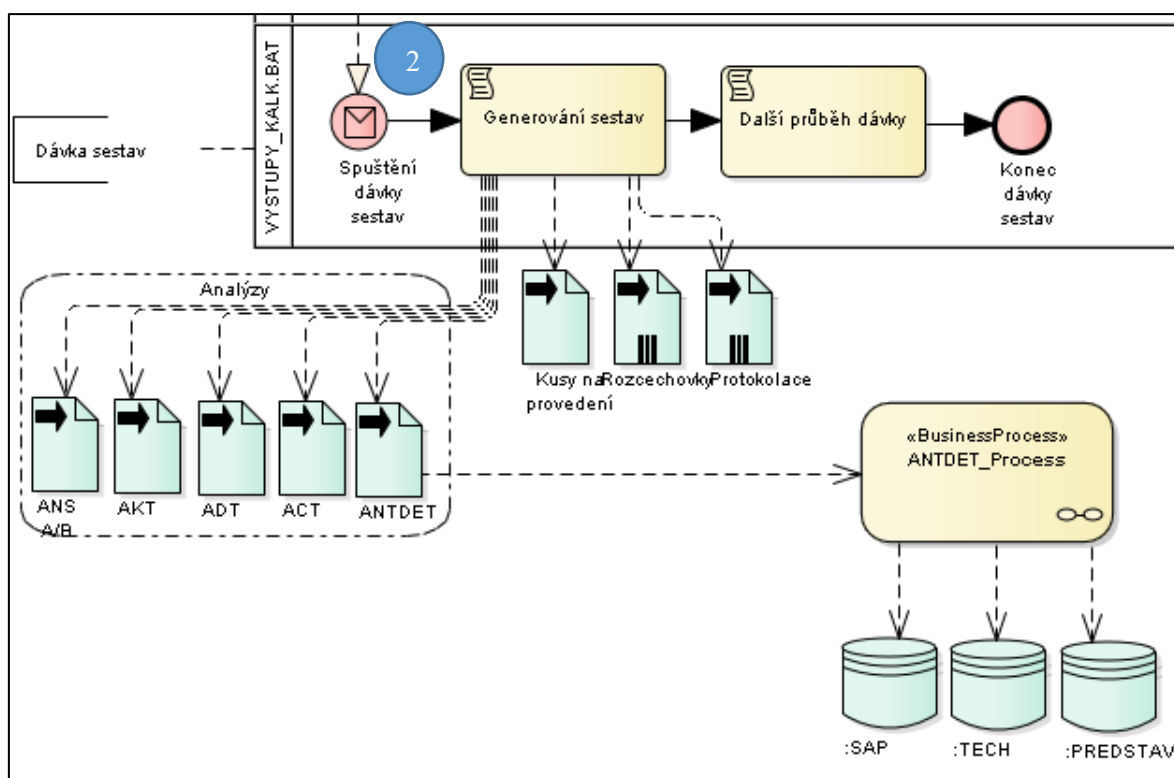 2
VYSTUPY_KALK.BAT
Dávka sestav
Spuštění
dávky
sestav
Generování sestav
Další průběh dávky
Konec
dávky
sestav
Analýzy
ANS
A/B
AKT
ADT
ACT
ANTDET
Kusy na
provedení
Rozcechovky
Protokolace
«BusinessProcess»
ANTDET_Process
:SAP
:TECH
:PREDSTAV